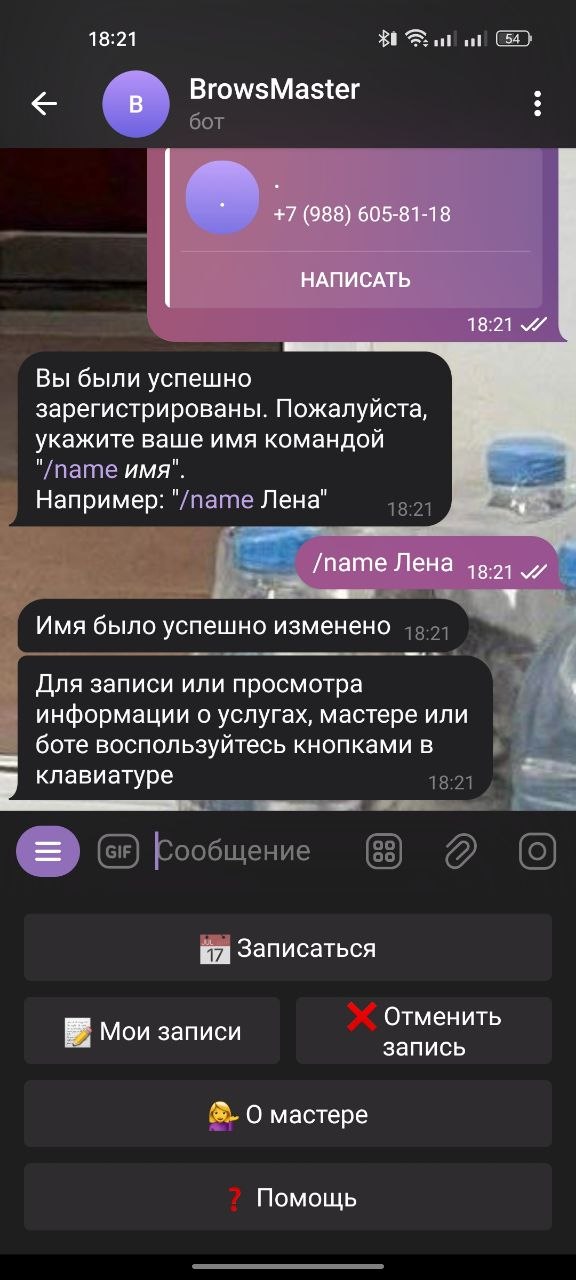 18:21
54
B
BrowsMaster
бот
.
.
+7 (988) 605-81-18
НАПИСАТЬ
18:21
Вы были успешно
зарегистрированы. Пожалуйста,
укажите ваше имя командой
"/name имя".
Например: "/name Лена"
18:21
/name Лена 18:21
Имя было успешно изменено 18:21
Для записи или просмотра
информации о услугах, мастере или
боте воспользуйтесь кнопками в
клавиатуре
18:21
GIF
Сообщение
JUL
17
Записаться
Мои записи
Отменить
запись
О мастере
Помощь